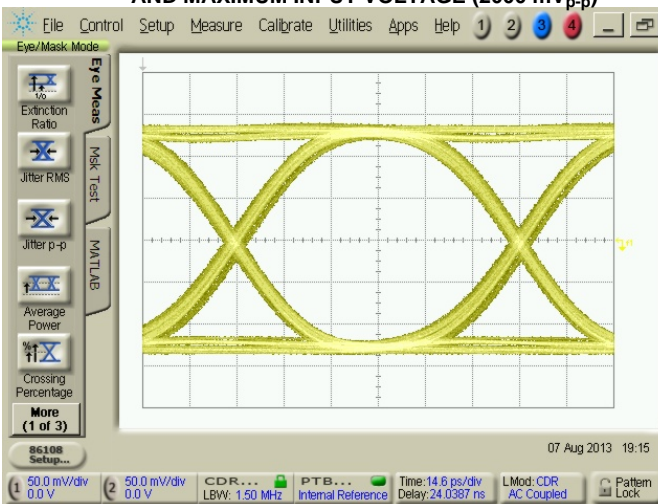 AND MAXIMUM INPUT VOLTAGE (2000 mVp-p)
File Control Setup Measure Calibrate Utilities Apps Help 1 2 3 4
Eye/Mask Mode
Eye Meas
Msk Test
MATLAB
Extinction
Ratio
Jitter RMS
Jitter p-p
Average
Power
Crossing
Percentage
More
(1 of 3)
86108
Setup...
07 Aug 2013 19:15
1 50.0 mV/div
0.0 V
2 50.0 mV/div
0.0 V
CDR...
LBW: 1.50 MHz
PTB...
Internal Reference
Time:14.6 ps/div
Delay:24.0387 ns
LMod: CDR
AC Coupled
Pattern
Lock